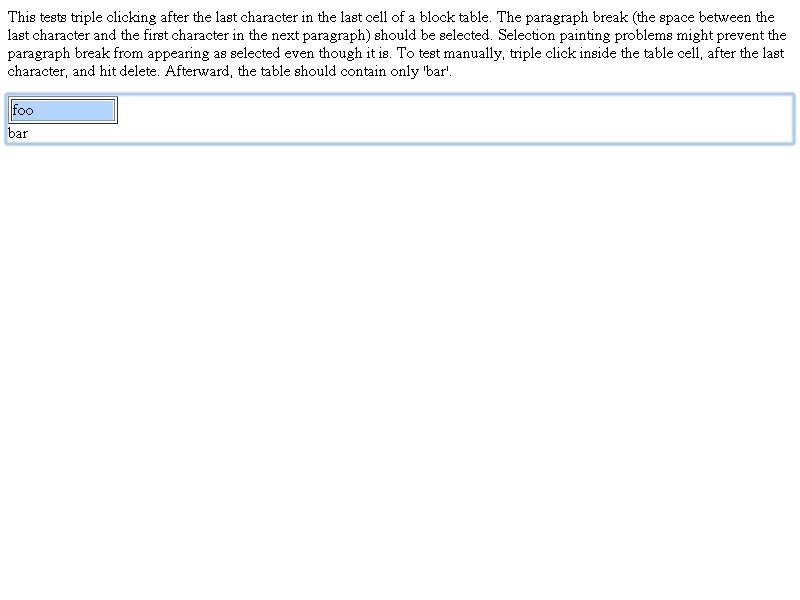 This tests triple clicking after the last character in the last cell of a block table. The paragraph break (the space between the
last character and the first character in the next paragraph) should be selected. Selection painting problems might prevent the
paragraph break from appearing as selected even though it is. To test manually, triple click inside the table cell, after the last
character, and hit delete. Afterward, the table should contain only 'bar'.
foo
bar